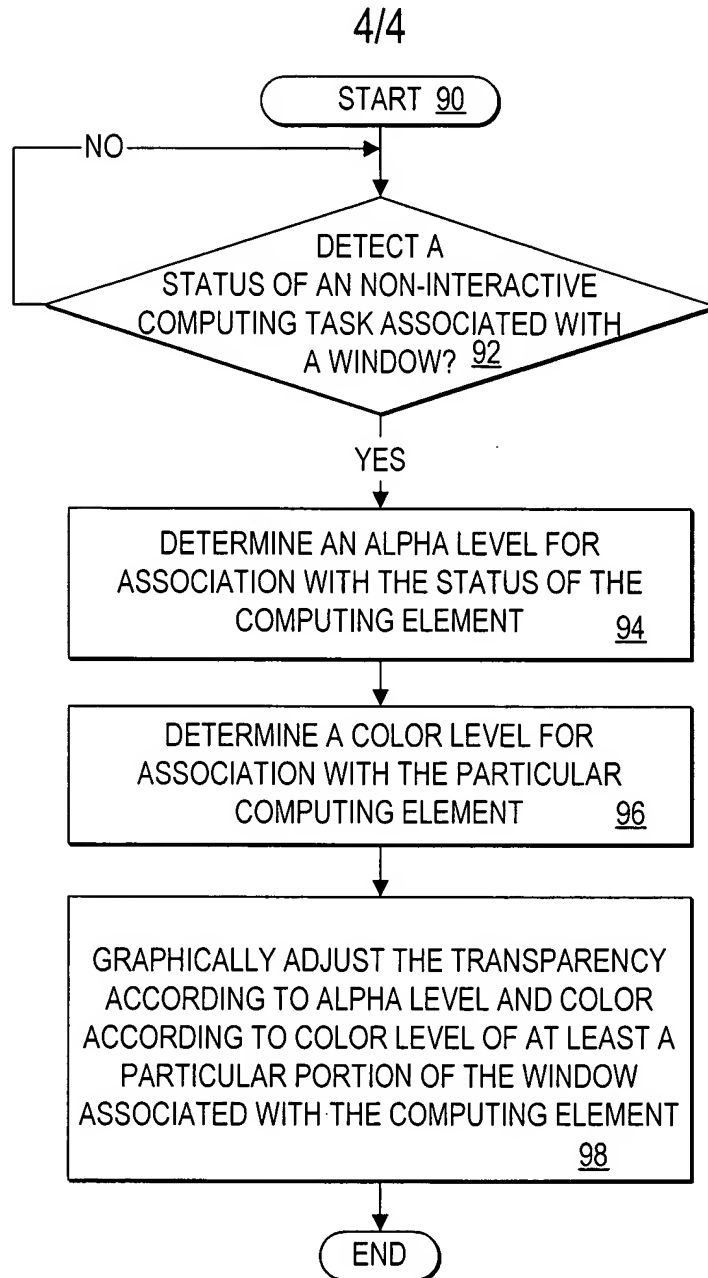 4/4
START 90
NO
DETECT A
STATUS OF AN NON-INTERACTIVE
COMPUTING TASK ASSOCIATED WITH
A WINDOW? 92
YES
DETERMINE AN ALPHA LEVEL FOR
ASSOCIATION WITH THE STATUS OF THE
COMPUTING ELEMENT 94
DETERMINE A COLOR LEVEL FOR
ASSOCIATION WITH THE PARTICULAR
COMPUTING ELEMENT 96
GRAPHICALLY ADJUST THE TRANSPARENCY
ACCORDING TO ALPHA LEVEL AND COLOR
ACCORDING TO COLOR LEVEL OF AT LEAST A
PARTICULAR PORTION OF THE WINDOW
ASSOCIATED WITH THE COMPUTING ELEMENT
98
END